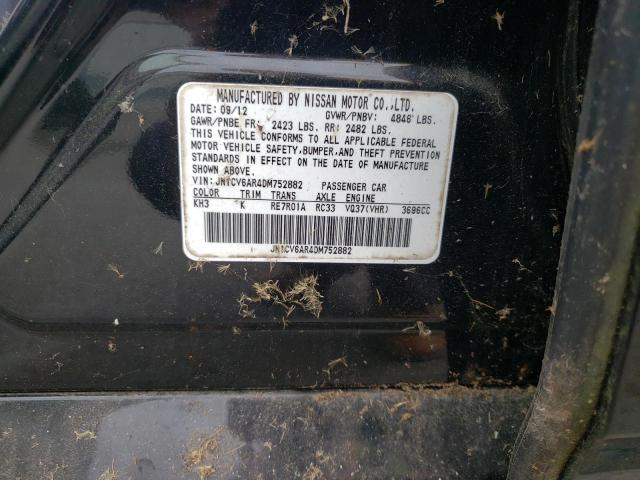 MANUFACTURED BY NISSAN MOTOR CO.,LTD.
DATE: 09/12 GVWR/PNBV: 4846 LBS.
GAWR/PNBE FR: 2423 LBS. RR: 2482 LBS.
THIS VEHICLE CONFORMS TO ALL APPLICABLE FEDERAL
MOTOR VEHICLE SAFETY,BUMPER,AND THEFT PREVENTION
STANDARDS IN EFFECT ON THE DATE OF MANUFACTURE
SHOWN ABOVE.
VIN: JN1CV6AR4DM752882 PASSENGER CAR
COLOR TRIM TRANS AXLE ENGINE
KH3 K RE7R01A RC33 VQ37(VHR) 3696CC
JN1CV6AR4DM752882